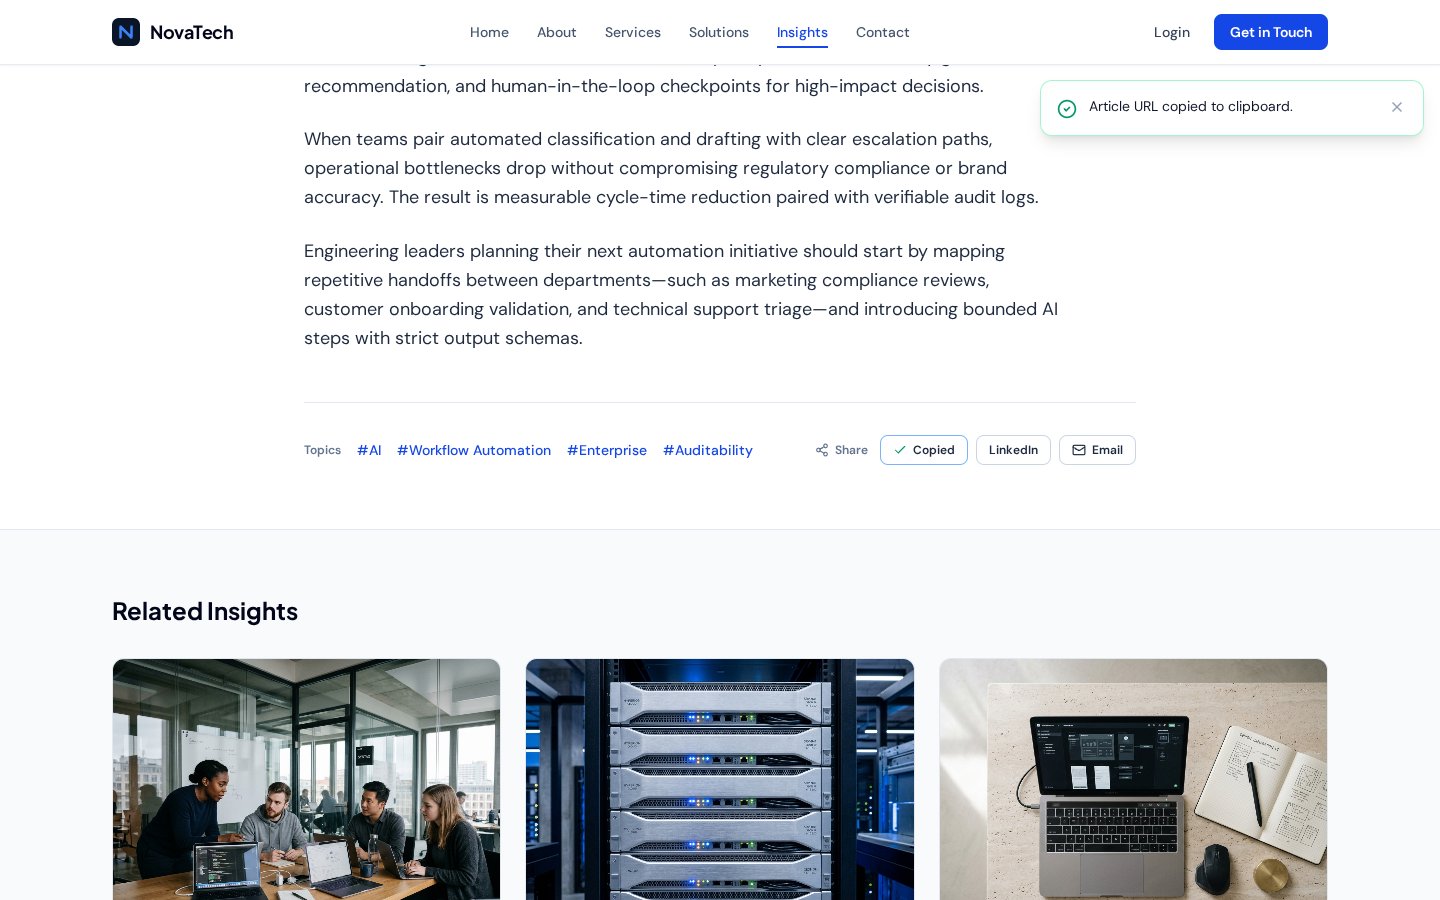 NovaTech
Home About Services Solutions Insights Contact
Login Get in Touch
recommendation, and human-in-the-loop checkpoints for high-impact decisions.
Article URL copied to clipboard.
When teams pair automated classification and drafting with clear escalation paths,
operational bottlenecks drop without compromising regulatory compliance or brand
accuracy. The result is measurable cycle-time reduction paired with verifiable audit logs.
Engineering leaders planning their next automation initiative should start by mapping
repetitive handoffs between departments—such as marketing compliance reviews,
customer onboarding validation, and technical support triage—and introducing bounded AI
steps with strict output schemas.
Topics #AI #Workflow Automation #Enterprise #Auditability
Share Copied LinkedIn Email
Related Insights